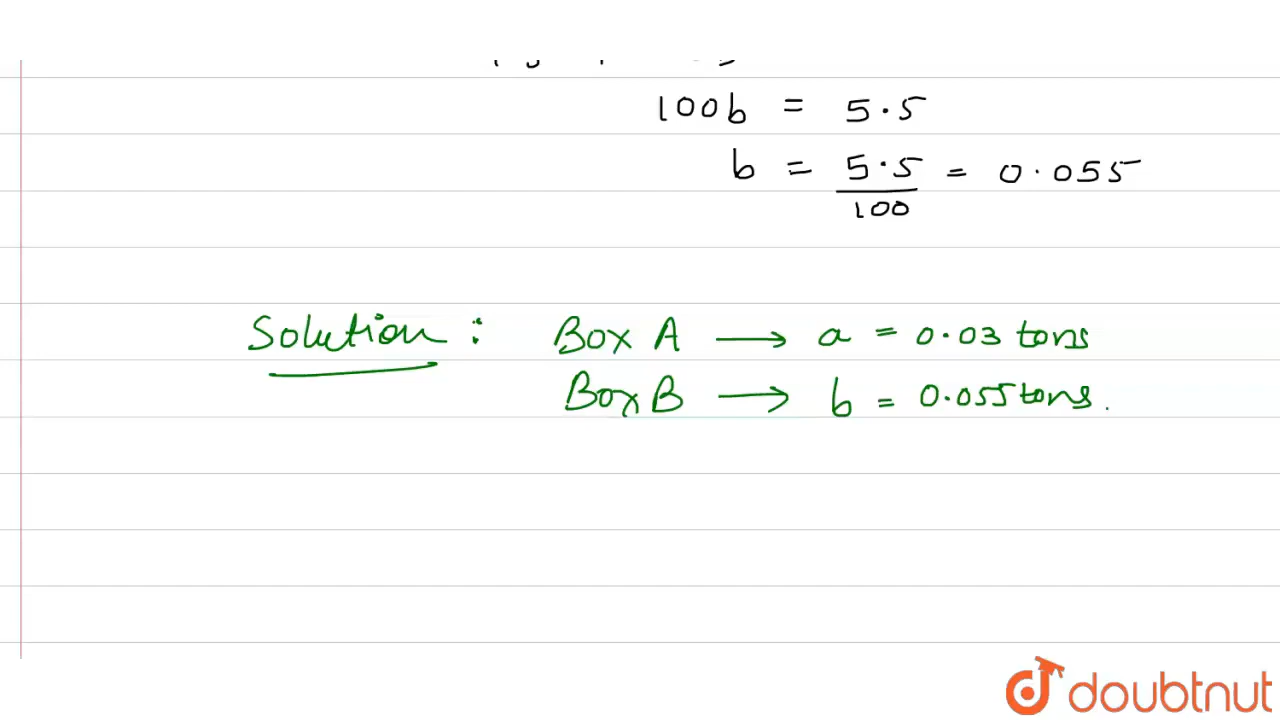 100b = 5.5
b = 5.5/100 = 0.055
Solution : Box A → a = 0.03 tons
Box B → b = 0.055 tons.
doubtnut